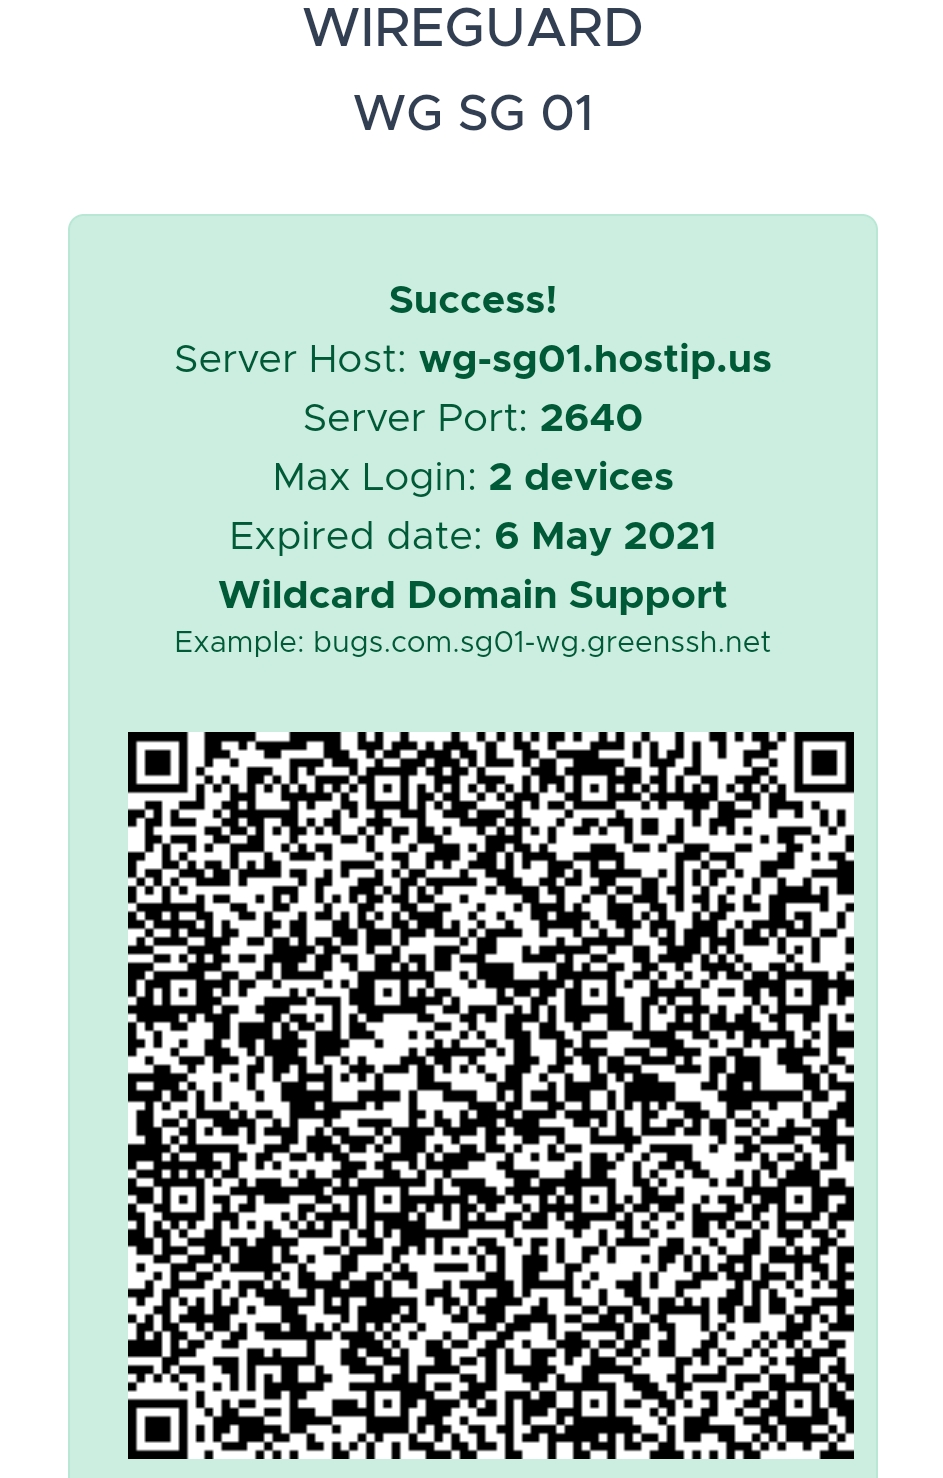 WIREGUARD
WG SG 01
Success!
Server Host: wg-sg01.hostip.us
Server Port: 2640
Max Login: 2 devices
Expired date: 6 May 2021
Wildcard Domain Support
Example: bugs.com.sg01-wg.greenssh.net